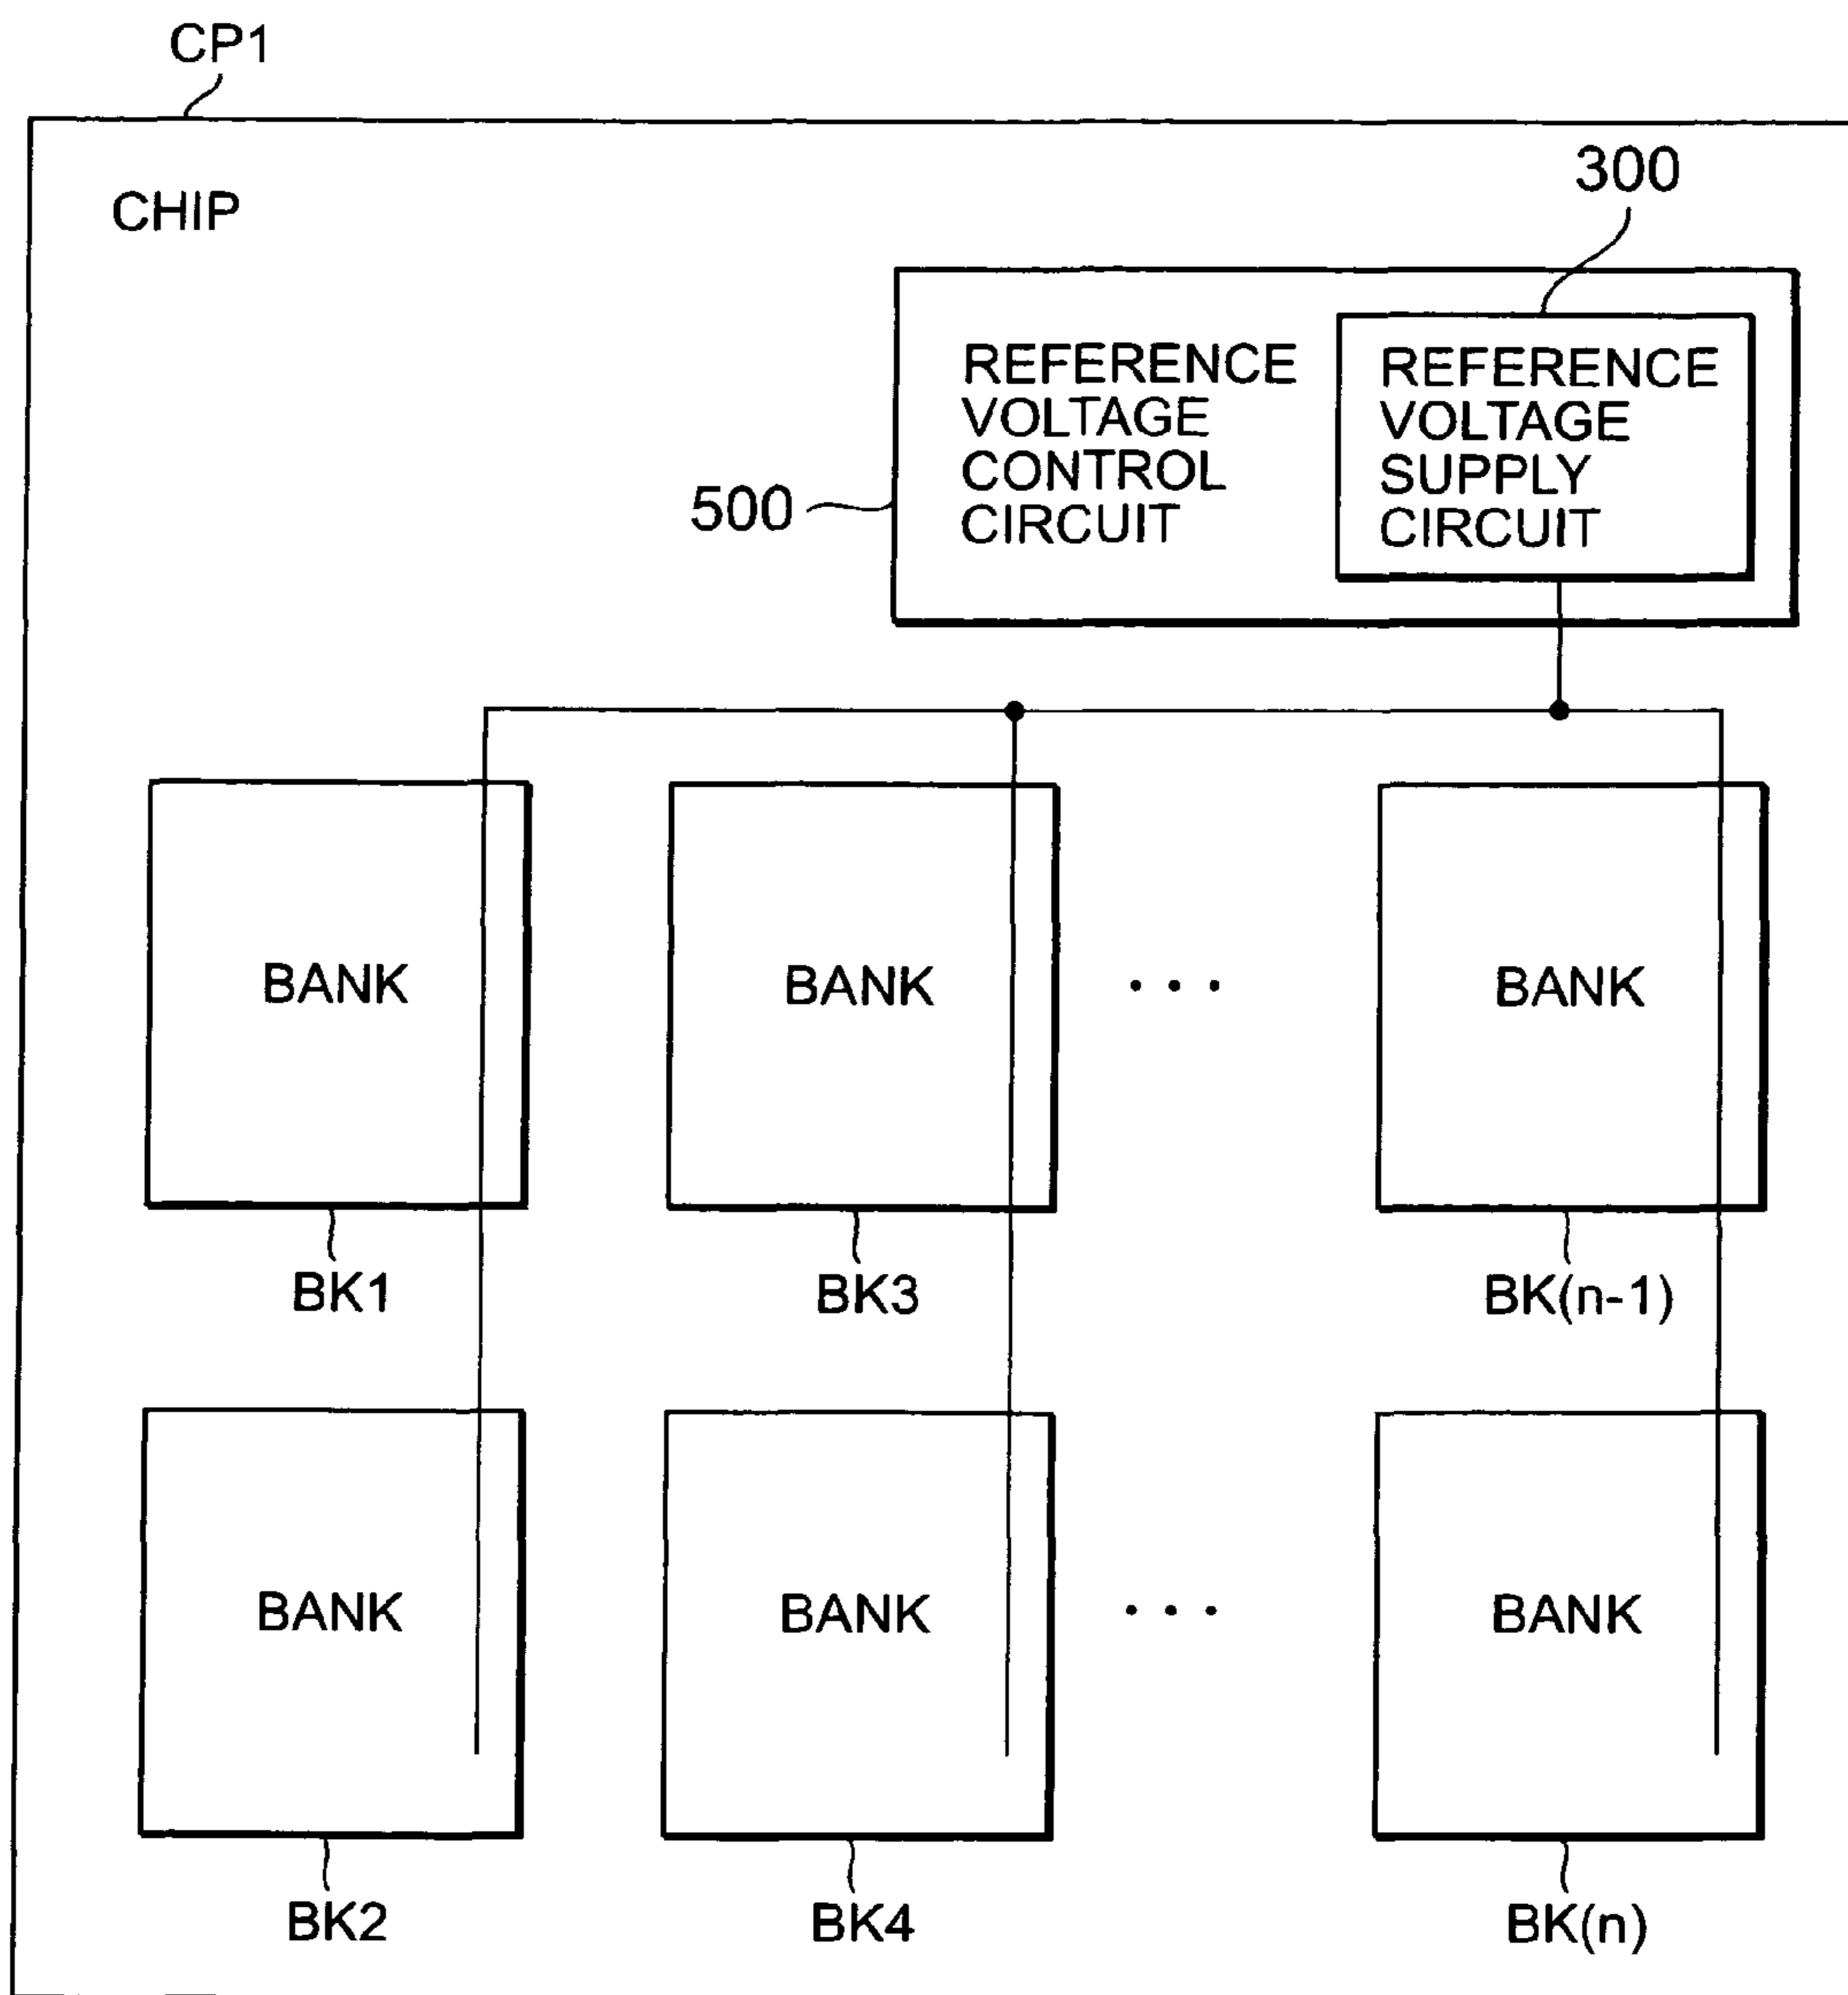 CP1
CHIP
300
REFERENCE
VOLTAGE
CONTROL
CIRCUIT
REFERENCE
VOLTAGE
SUPPLY
CIRCUIT
500
BANK
BANK
• • •
BANK
BK1
BK3
BK(n-1)
BANK
BANK
• • •
BANK
BK2
BK4
BK(n)